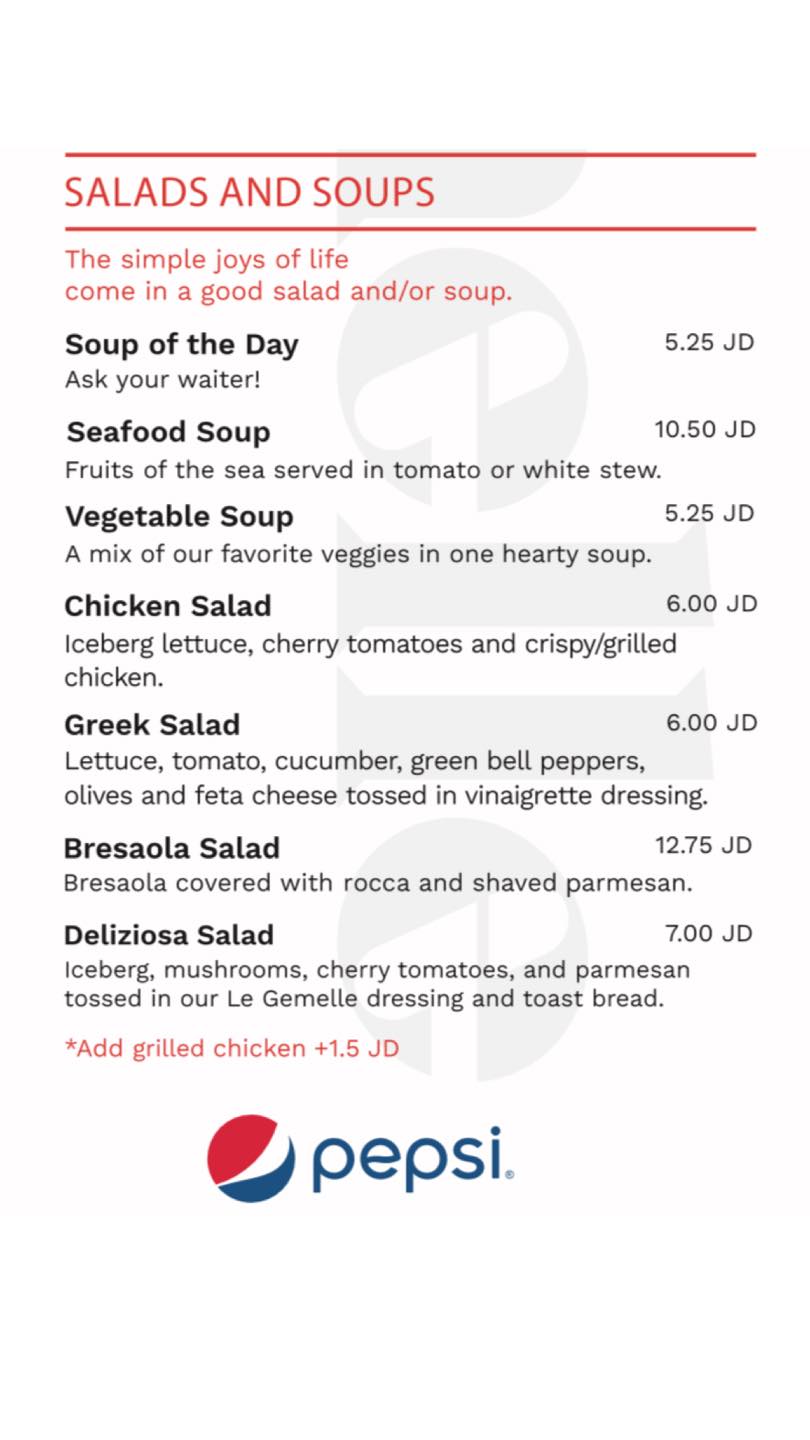 SALADS AND SOUPS
The simple joys of life
come in a good salad and/or soup.
Soup of the Day 5.25 JD
Ask your waiter!
Seafood Soup 10.50 JD
Fruits of the sea served in tomato or white stew.
Vegetable Soup 5.25 JD
A mix of our favorite veggies in one hearty soup.
Chicken Salad 6.00 JD
Iceberg lettuce, cherry tomatoes and crispy/grilled
chicken.
Greek Salad 6.00 JD
Lettuce, tomato, cucumber, green bell peppers,
olives and feta cheese tossed in vinaigrette dressing.
Bresaola Salad 12.75 JD
Bresaola covered with rocca and shaved parmesan.
Deliziosa Salad 7.00 JD
Iceberg, mushrooms, cherry tomatoes, and parmesan
tossed in our Le Gemelle dressing and toast bread.
*Add grilled chicken +1.5 JD
pepsi®